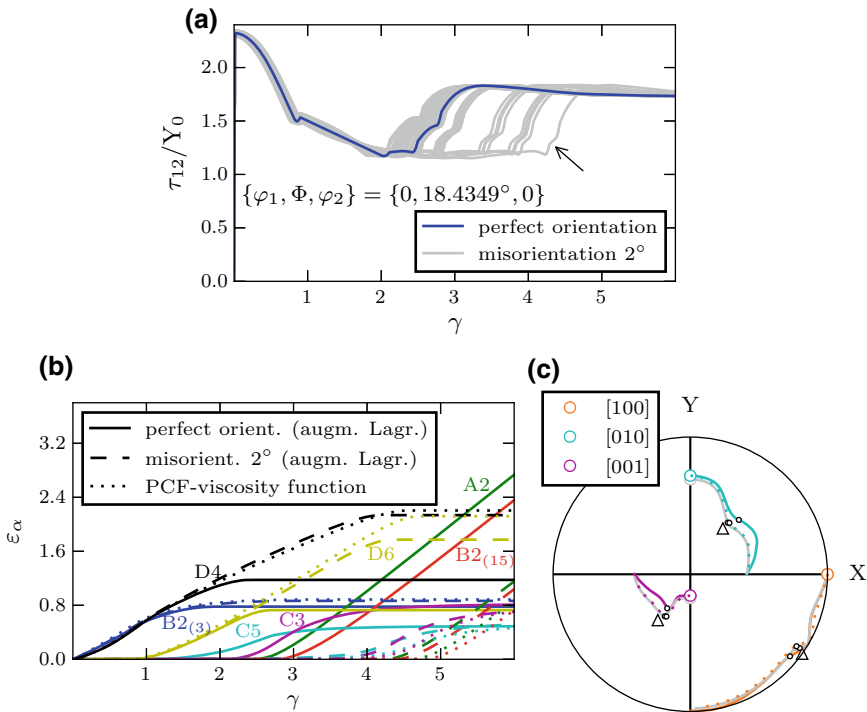 (a)
2.0
1.5
1.0
0.5
0.0
τ₁₂/Y₀
{φ₁, Φ, φ₂} = {0, 18.4349°, 0}
perfect orientation
misorientation 2°
1 2 3 4 5
γ
(b)
3.2
2.4
1.6
0.8
0.0
ε_α
perfect orient. (augm. Lagr.)
misorient. 2° (augm. Lagr.)
PCF-viscosity function
A2
D6
B2₍₁₅₎
D4
B2₍₃₎
C5
C3
1 2 3 4 5
γ
(c)
[100]
[010]
[001]
Y
X